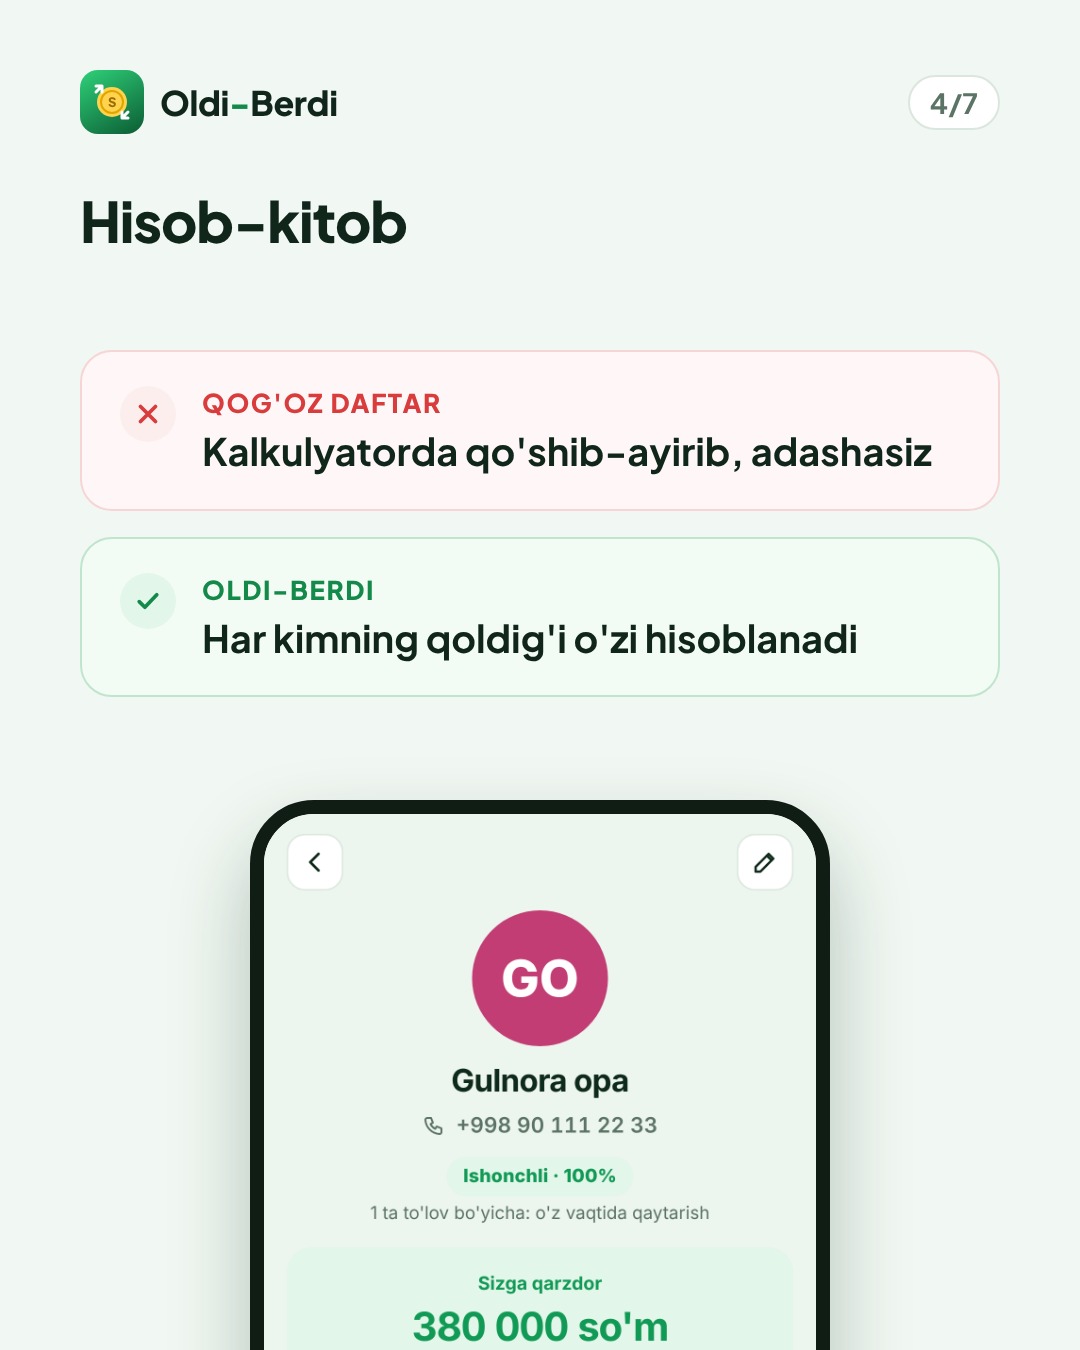 Oldi-Berdi
4/7
Hisob-kitob
QOG'OZ DAFTAR
Kalkulyatorda qo'shib-ayirib, adashasiz
OLDI-BERDI
Har kimning qoldig'i o'zi hisoblanadi
GO
Gulnora opa
+998 90 111 22 33
Ishonchli · 100%
1 ta to'lov bo'yicha: o'z vaqtida qaytarish
Sizga qarzdor
380 000 so'm